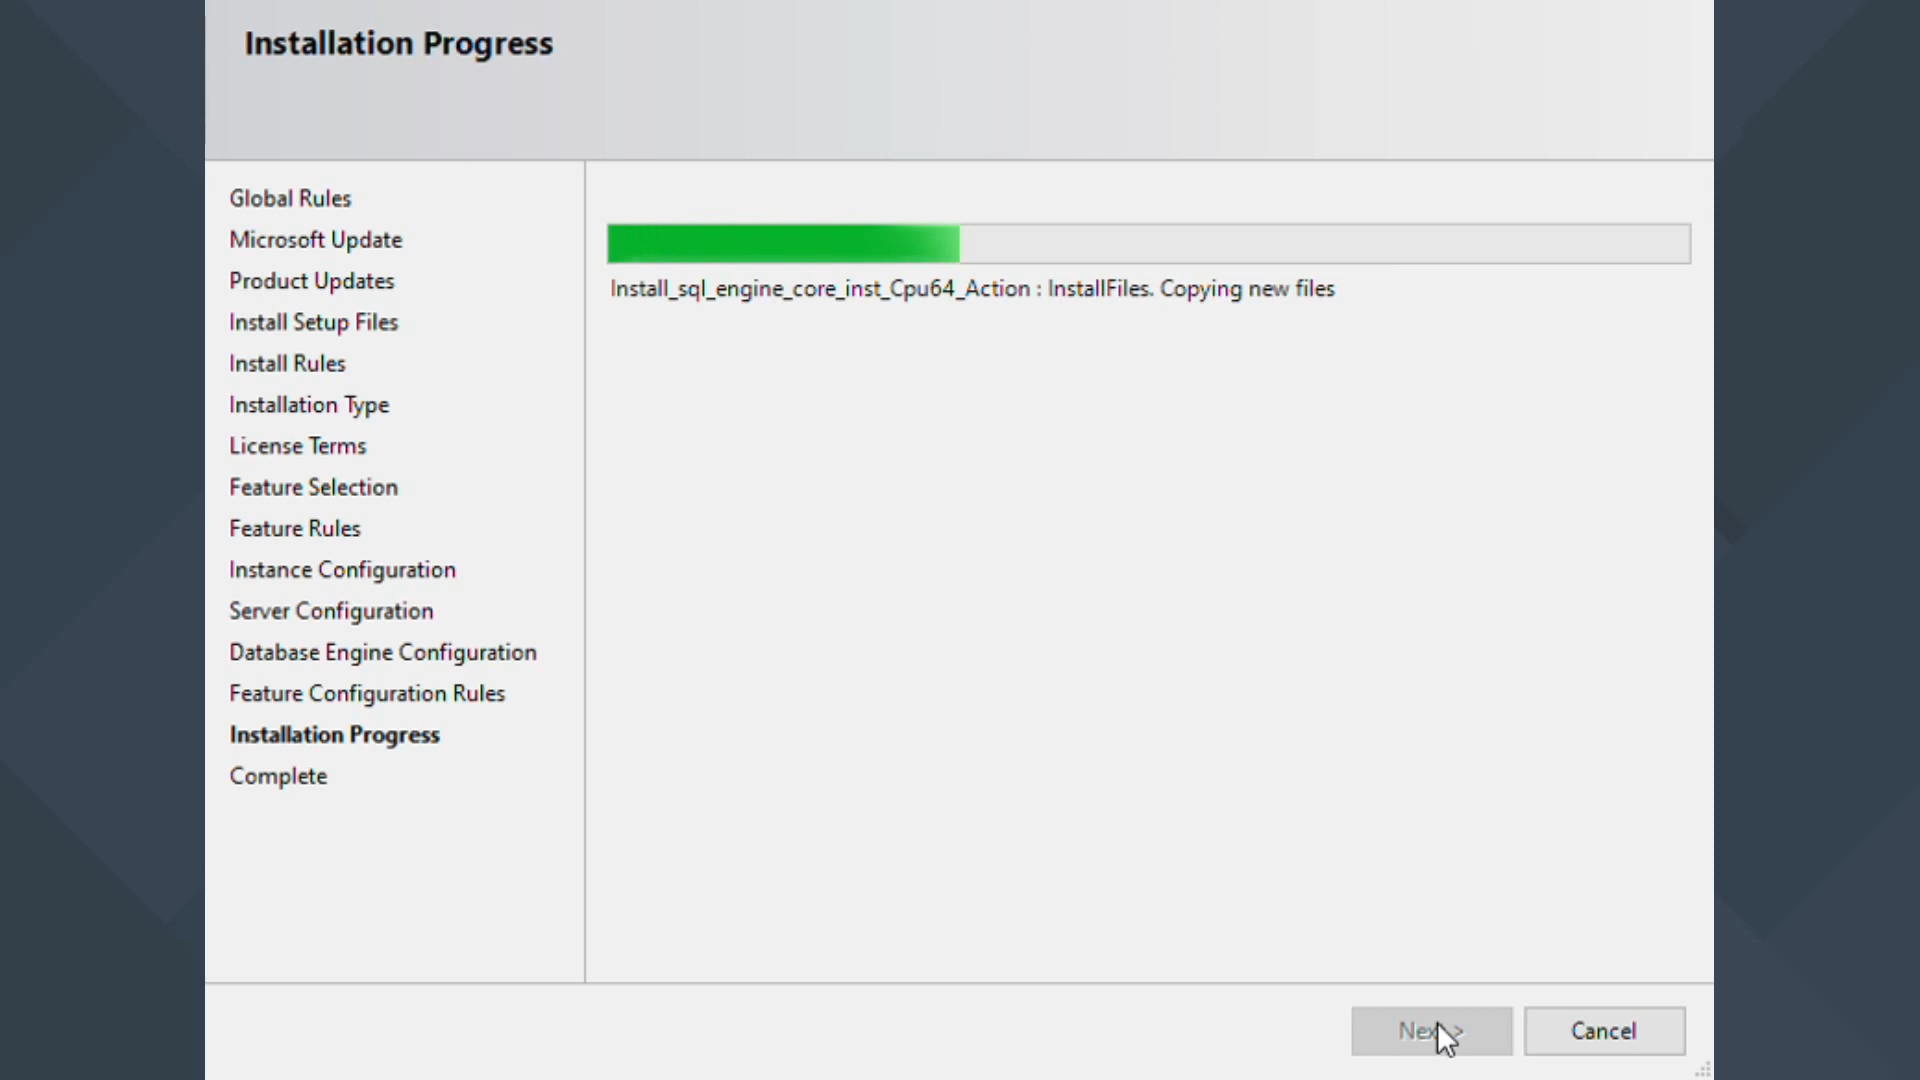 Installation Progress
Global Rules
Microsoft Update
Product Updates
Install Setup Files
Install Rules
Installation Type
License Terms
Feature Selection
Feature Rules
Instance Configuration
Server Configuration
Database Engine Configuration
Feature Configuration Rules
Installation Progress
Complete
Install_sql_engine_core_inst_Cpu64_Action : InstallFiles. Copying new files
Next >
Cancel